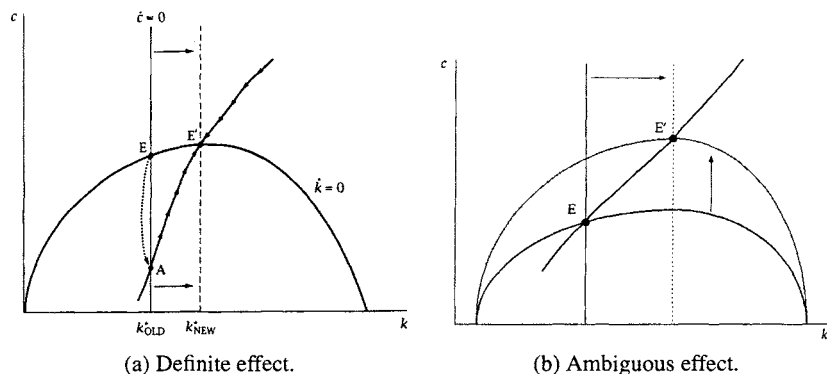 c
ċ = 0
E
E'
k̇ = 0
A
k*OLD
k*NEW
k
(a) Definite effect.
c
E'
E
k
(b) Ambiguous effect.